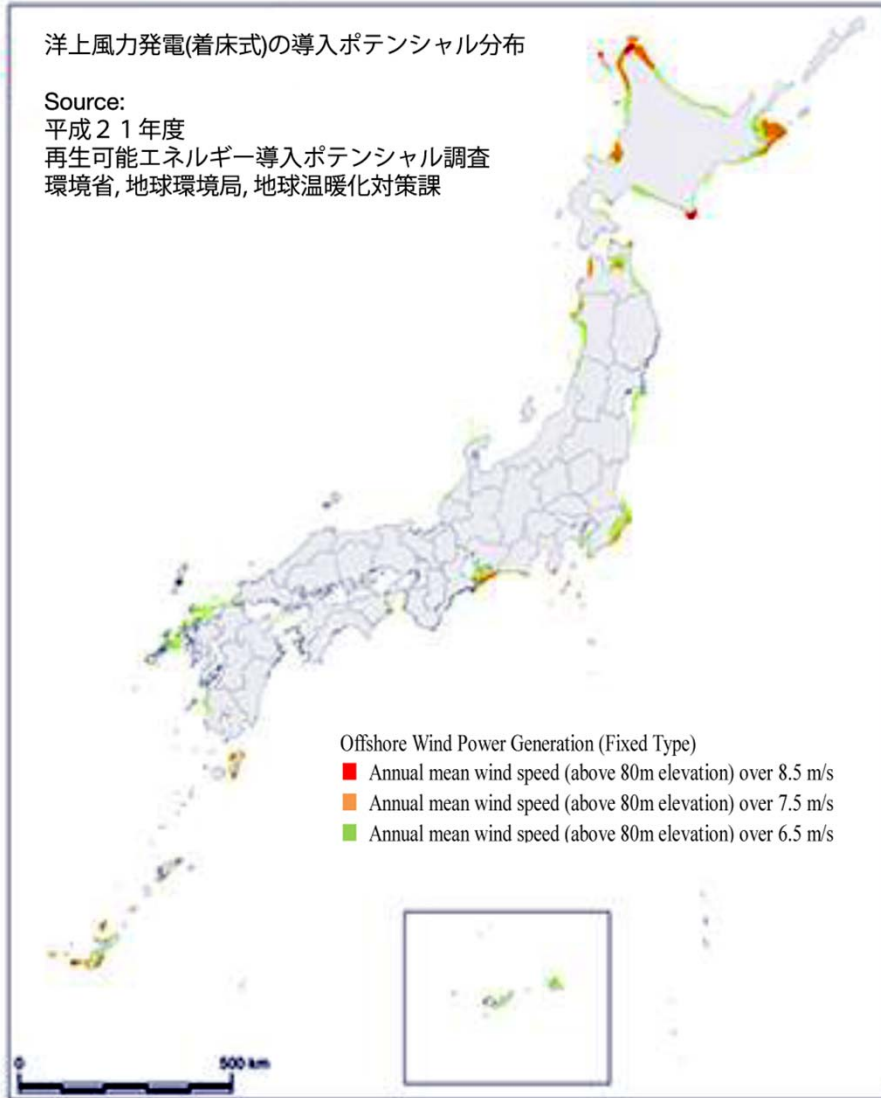 洋上風力発電(着床式)の導入ポテンシャル分布
Source:
平成２１年度
再生可能エネルギー導入ポテンシャル調査
環境省, 地球環境局, 地球温暖化対策課
Offshore Wind Power Generation (Fixed Type)
Annual mean wind speed (above 80m elevation) over 8.5 m/s
Annual mean wind speed (above 80m elevation) over 7.5 m/s
Annual mean wind speed (above 80m elevation) over 6.5 m/s
0 500 km